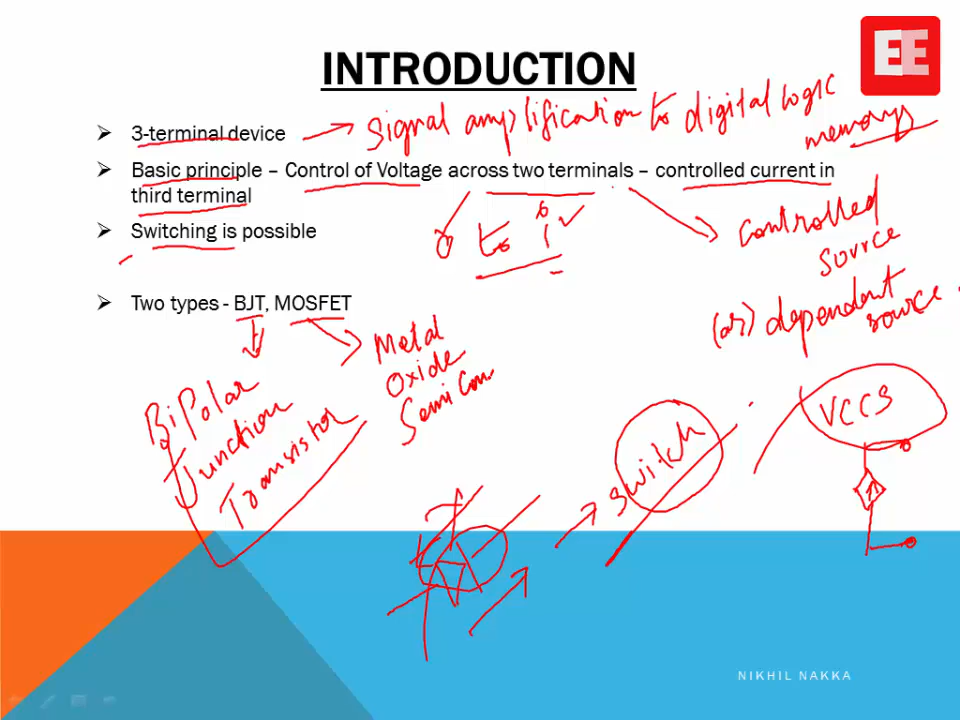 INTRODUCTION
EE
3-terminal device
signal amplification to digital logic
memory
Basic principle – Control of Voltage across two terminals – controlled current in
third terminal
Switching is possible
0 to i
controlled
source
(or) dependent
source
Two types - BJT, MOSFET
Metal
Oxide
Semi Con
BiPolar
Junction
Transistor
switch
VCCS
NIKHIL NAKKA